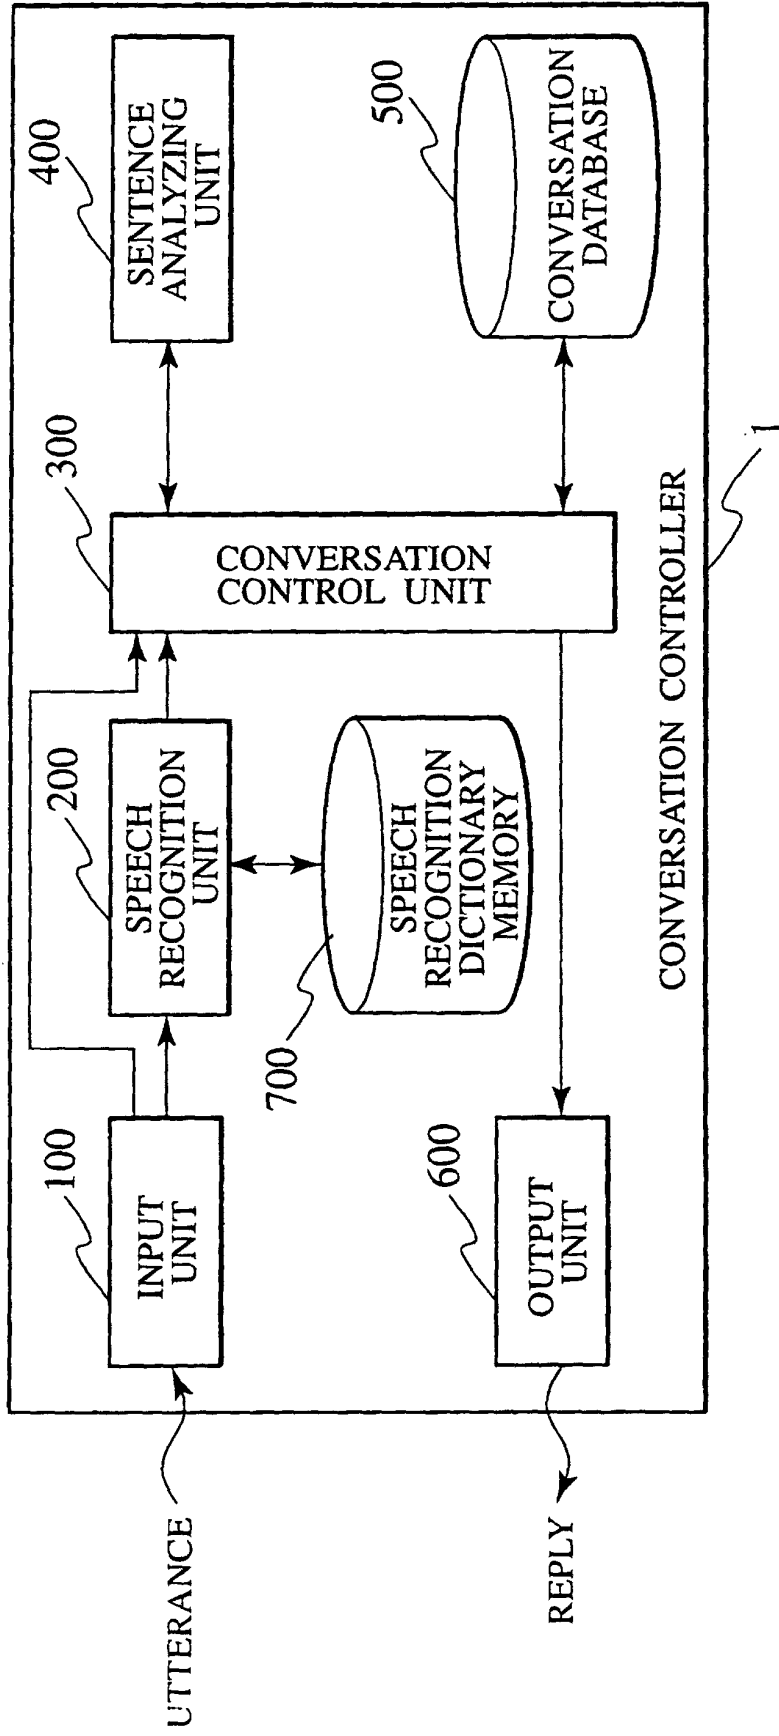 UTTERANCE
100
INPUT
UNIT
200
SPEECH
RECOGNITION
UNIT
300
CONVERSATION
CONTROL UNIT
400
SENTENCE
ANALYZING
UNIT
700
SPEECH
RECOGNITION
DICTIONARY
MEMORY
500
CONVERSATION
DATABASE
600
OUTPUT
UNIT
REPLY
CONVERSATION CONTROLLER
1